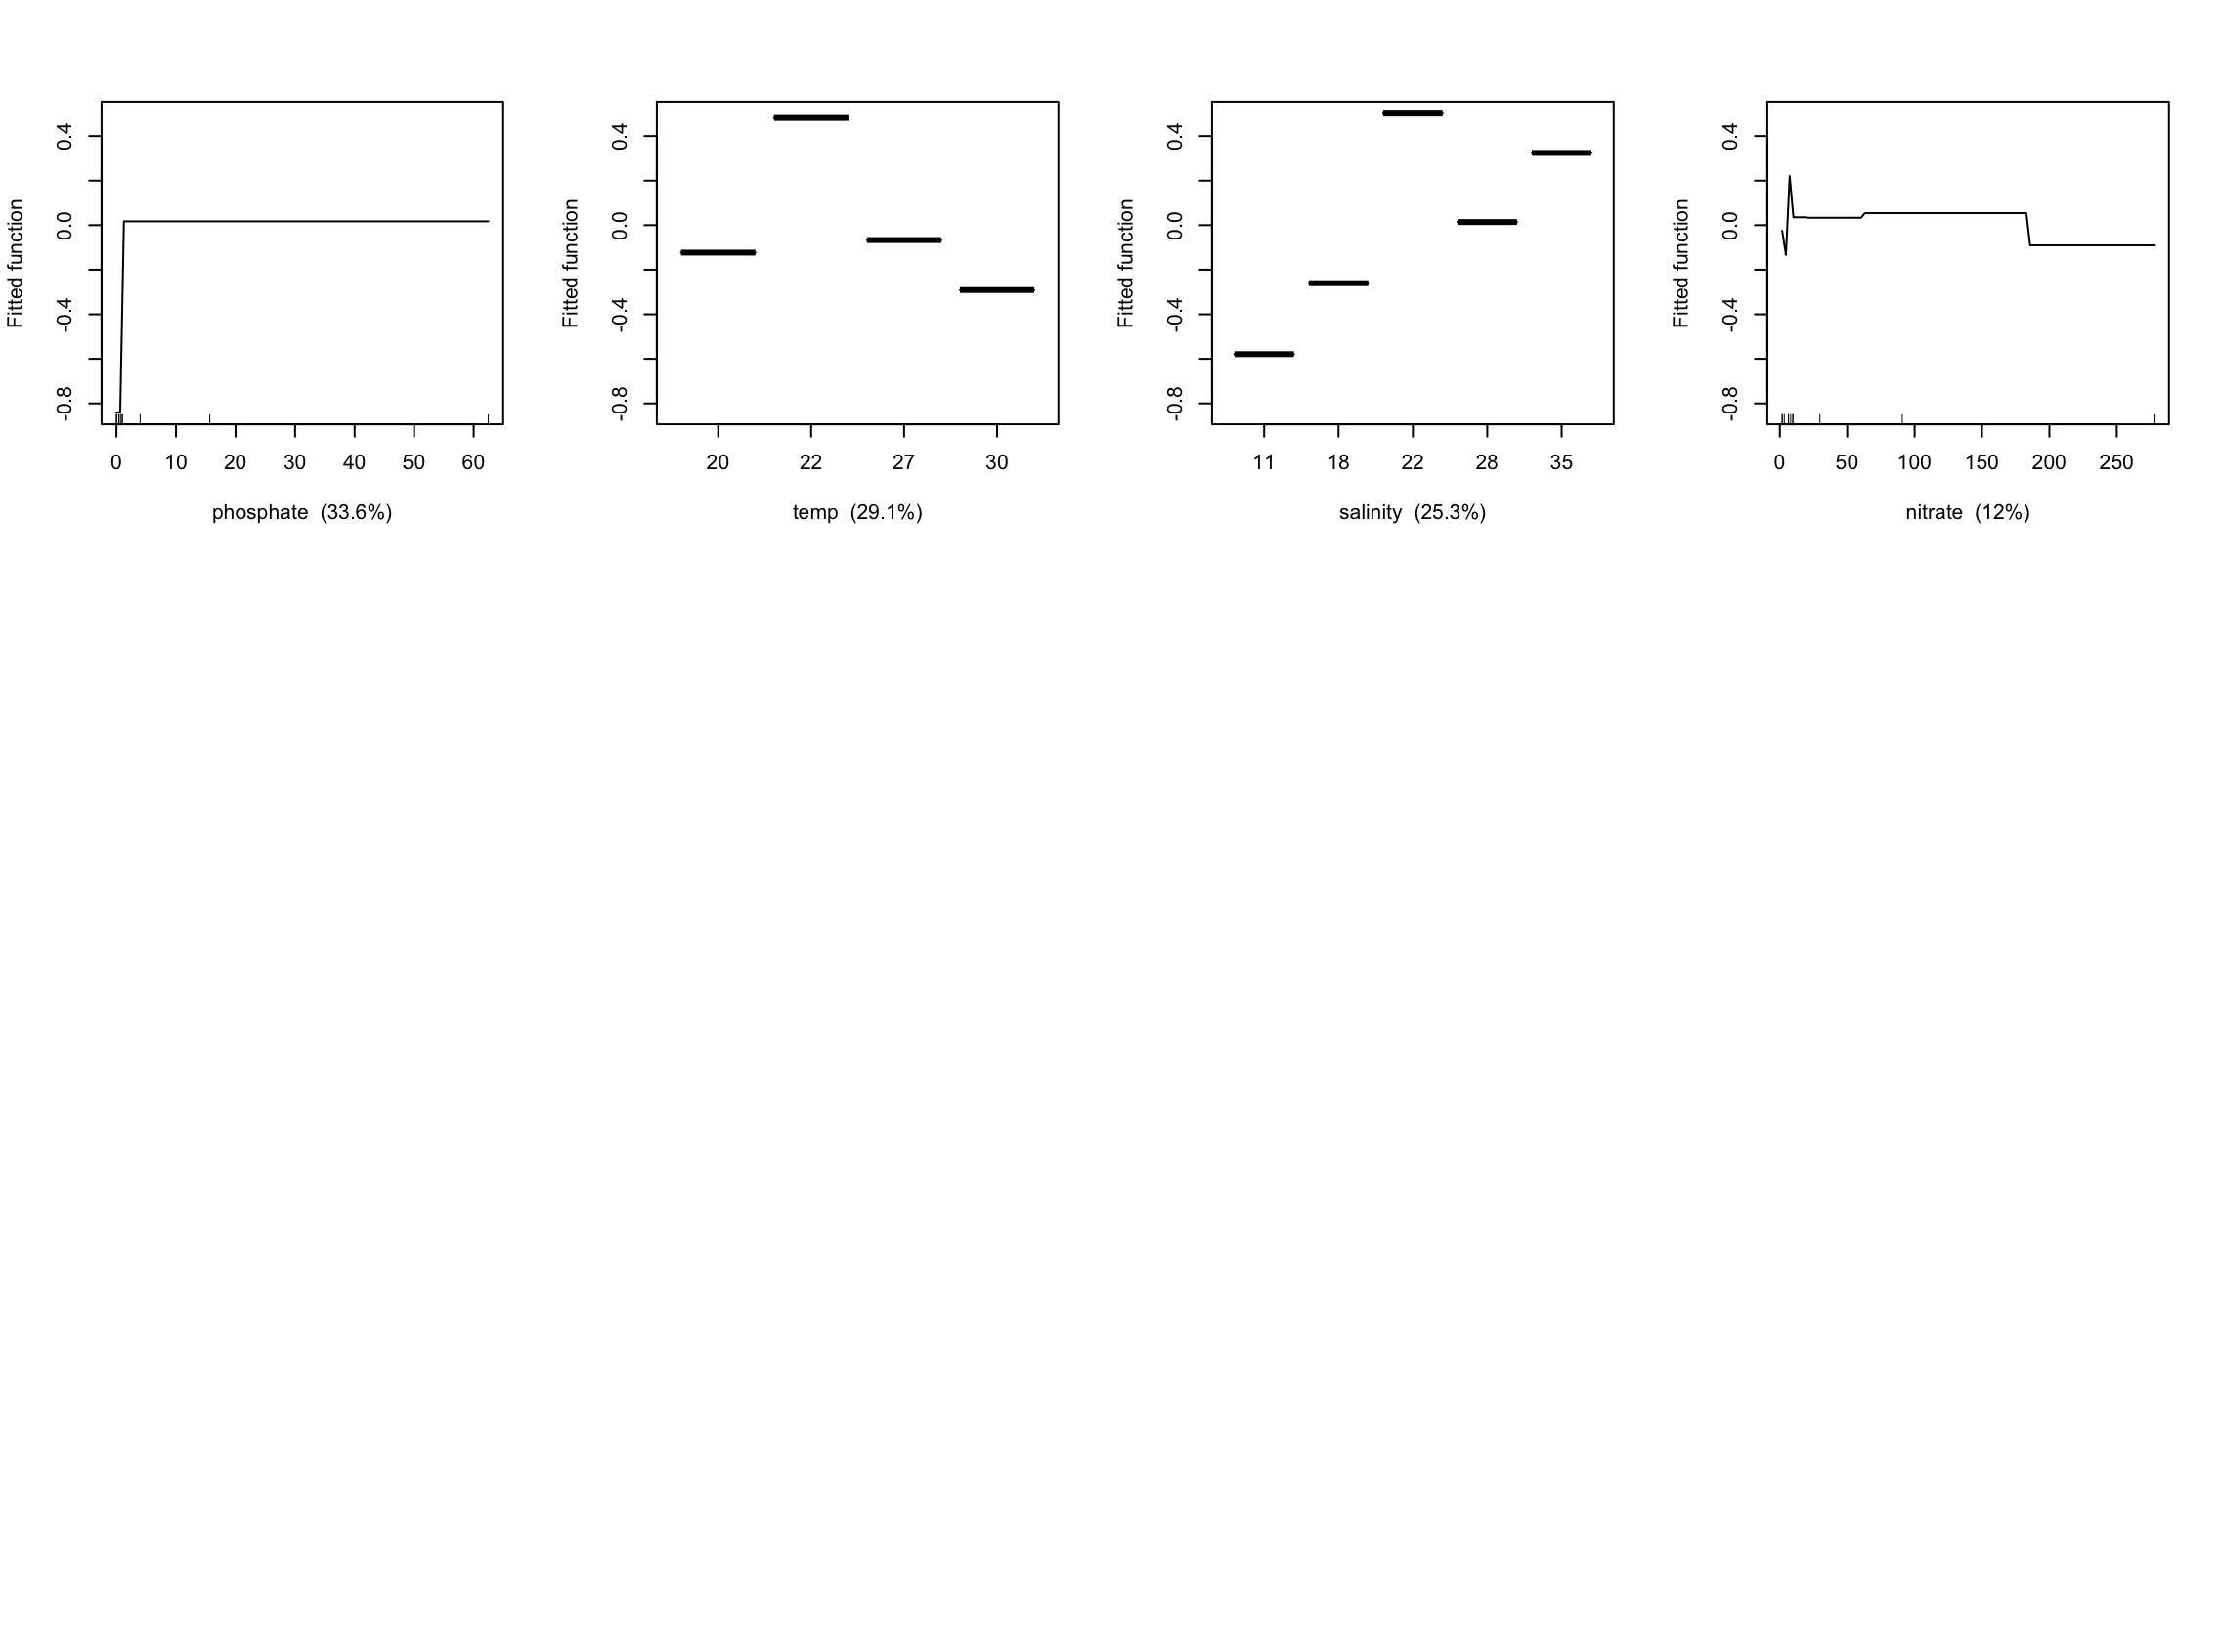 Fitted function
0.4
0.0
-0.4
-0.8
0 10 20 30 40 50 60
phosphate (33.6%)
Fitted function
0.4
0.0
-0.4
-0.8
20 22 27 30
temp (29.1%)
Fitted function
0.4
0.0
-0.4
-0.8
11 18 22 28 35
salinity (25.3%)
Fitted function
0.4
0.0
-0.4
-0.8
0 50 100 150 200 250
nitrate (12%)